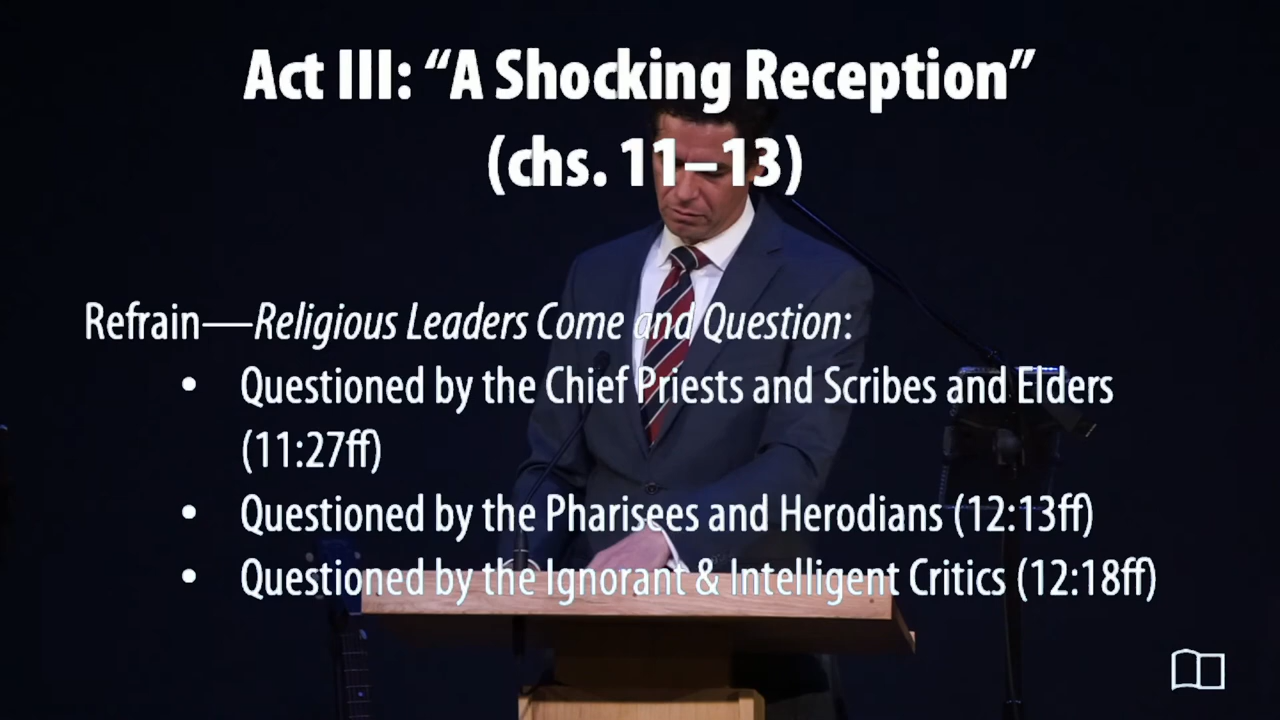 Act III: “A Shocking Reception”
(chs. 11–13)
Refrain—Religious Leaders Come and Question:
• Questioned by the Chief Priests and Scribes and Elders
(11:27ff)
• Questioned by the Pharisees and Herodians (12:13ff)
• Questioned by the Ignorant & Intelligent Critics (12:18ff)